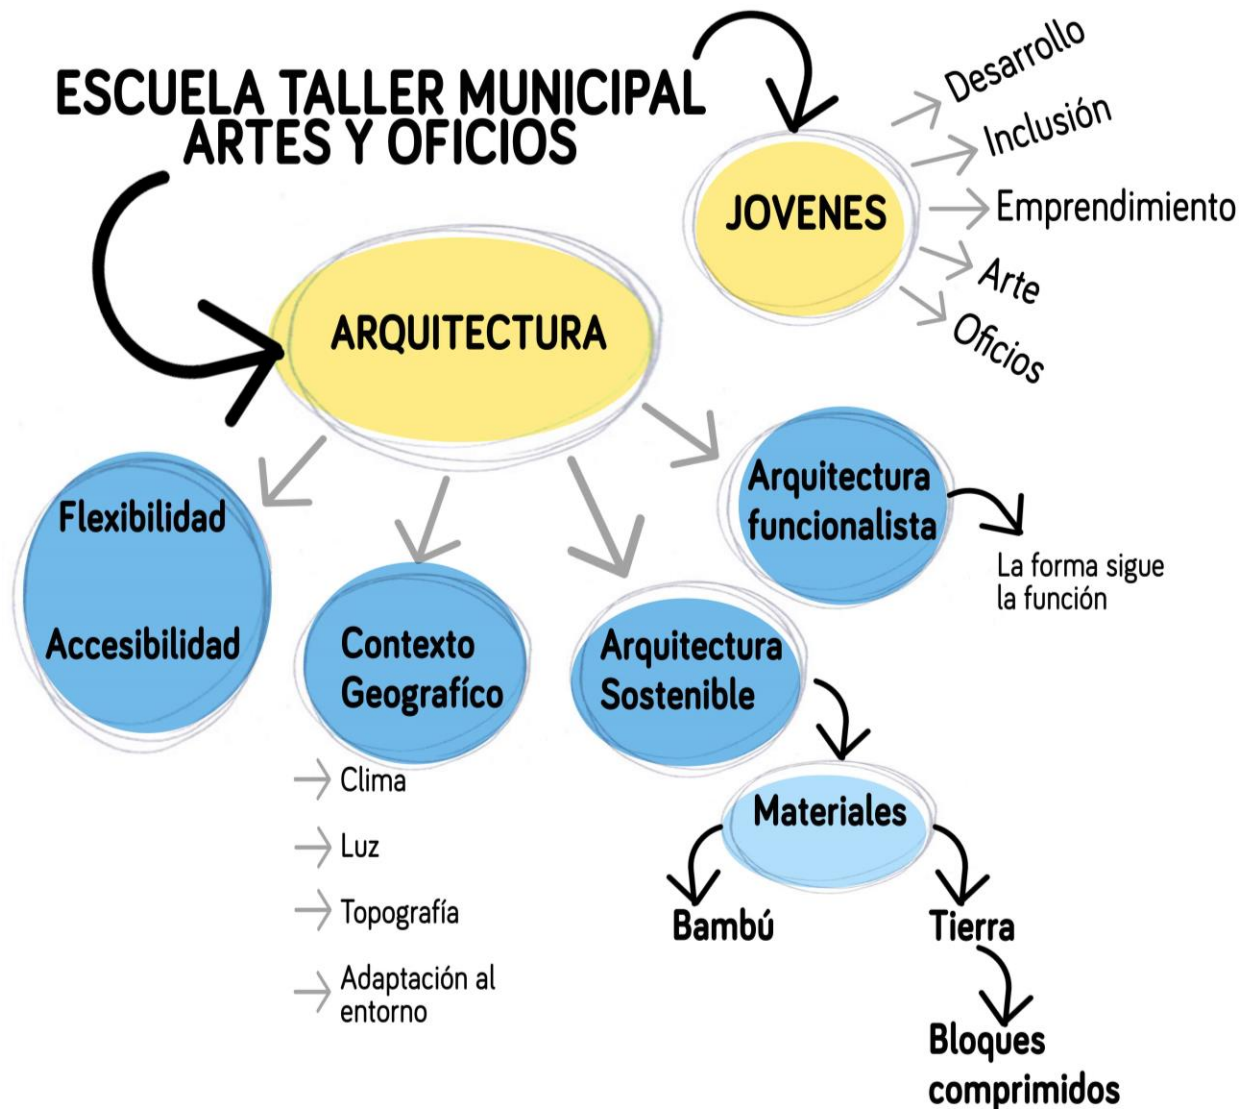 ESCUELA TALLER MUNICIPAL
ARTES Y OFICIOS
JOVENES
Desarrollo
Inclusión
Emprendimiento
Arte
Oficios
ARQUITECTURA
Flexibilidad
Accesibilidad
Contexto
Geografíco
Clima
Luz
Topografía
Adaptación al
entorno
Arquitectura
Sostenible
Materiales
Bambú
Tierra
Bloques
comprimidos
Arquitectura
funcionalista
La forma sigue
la función